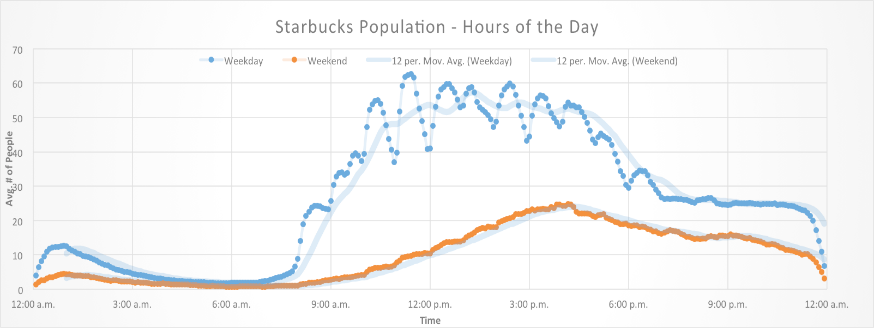 Starbucks Population - Hours of the Day
Weekday Weekend 12 per. Mov. Avg. (Weekday) 12 per. Mov. Avg. (Weekend)
Avg. # of People
70
60
50
40
30
20
10
0
12:00 a.m. 3:00 a.m. 6:00 a.m. 9:00 a.m. 12:00 p.m. 3:00 p.m. 6:00 p.m. 9:00 p.m. 12:00 a.m.
Time